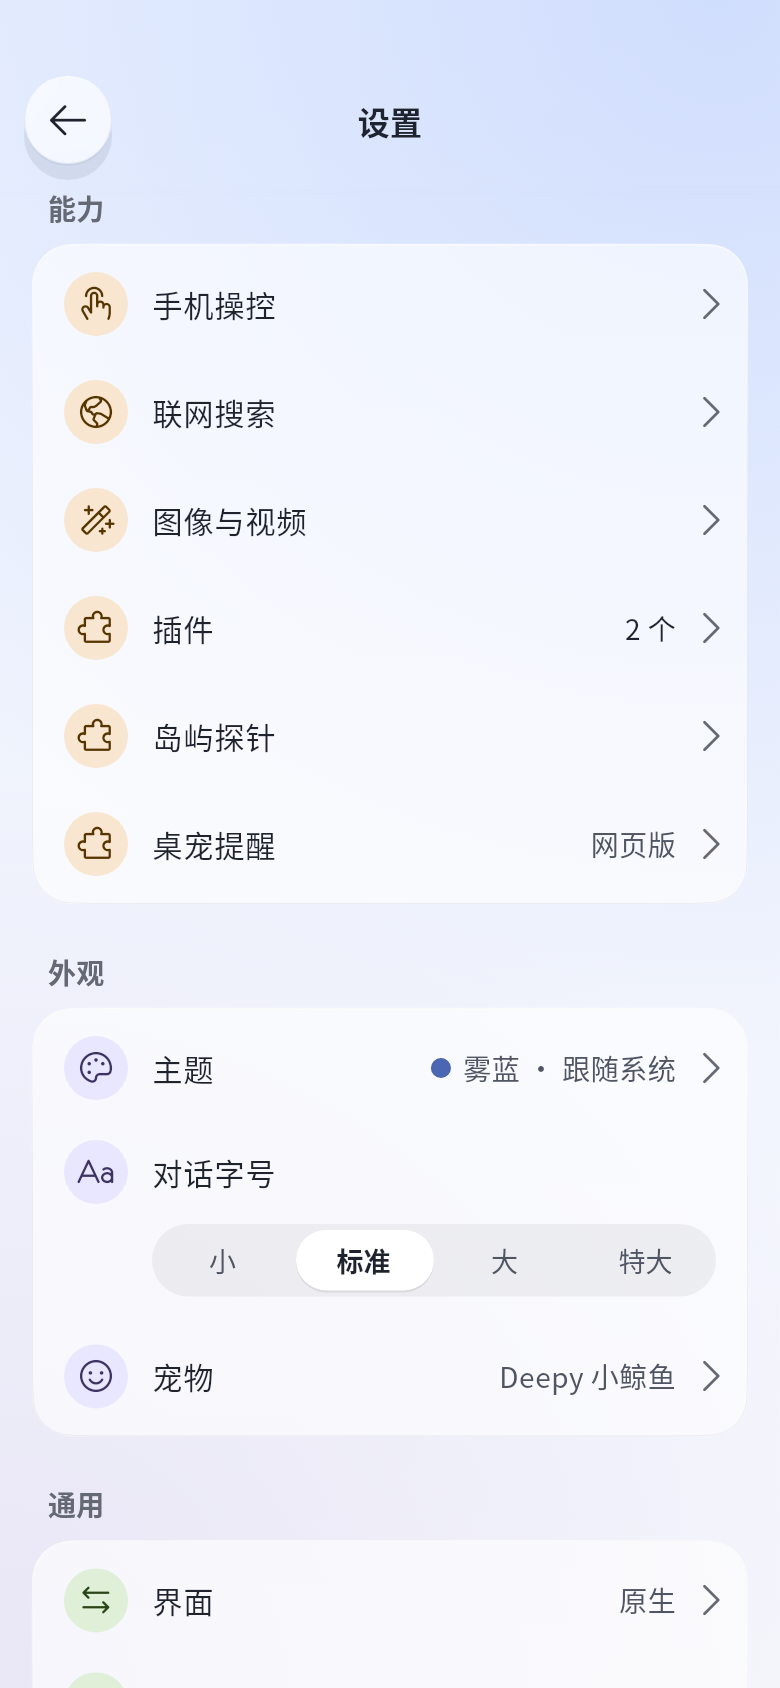 设置
能力
手机操控
联网搜索
图像与视频
插件 2 个
岛屿探针
桌宠提醒 网页版
外观
主题 雾蓝 · 跟随系统
Aa 对话字号
小 标准 大 特大
宠物 Deepy 小鲸鱼
通用
界面 原生